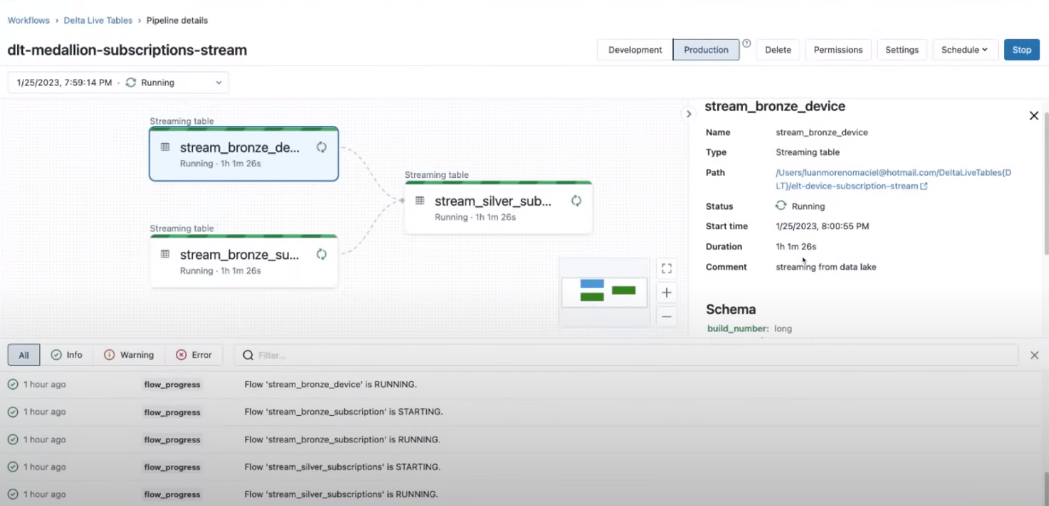 Workflows > Delta Live Tables > Pipeline details
dlt-medallion-subscriptions-stream
Development Production ? Delete Permissions Settings Schedule Stop
1/25/2023, 7:59:14 PM · Running
Streaming table
stream_bronze_de...
Running · 1h 1m 26s
Streaming table
stream_silver_sub...
Running · 1h 1m 26s
Streaming table
stream_bronze_su...
Running · 1h 1m 26s
stream_bronze_device
Name stream_bronze_device
Type Streaming table
Path /Users/luanmorenomaciel@hotmail.com/DeltaLiveTables{D
LT}/elt-device-subscription-stream
Status Running
Start time 1/25/2023, 8:00:55 PM
Duration 1h 1m 26s
Comment streaming from data lake
Schema
build_number: long
All Info Warning Error Filter...
1 hour ago flow_progress Flow 'stream_bronze_device' is RUNNING.
1 hour ago flow_progress Flow 'stream_bronze_subscription' is STARTING.
1 hour ago flow_progress Flow 'stream_bronze_subscription' is RUNNING.
1 hour ago flow_progress Flow 'stream_silver_subscriptions' is STARTING.
1 hour ago flow_progress Flow 'stream_silver_subscriptions' is RUNNING.